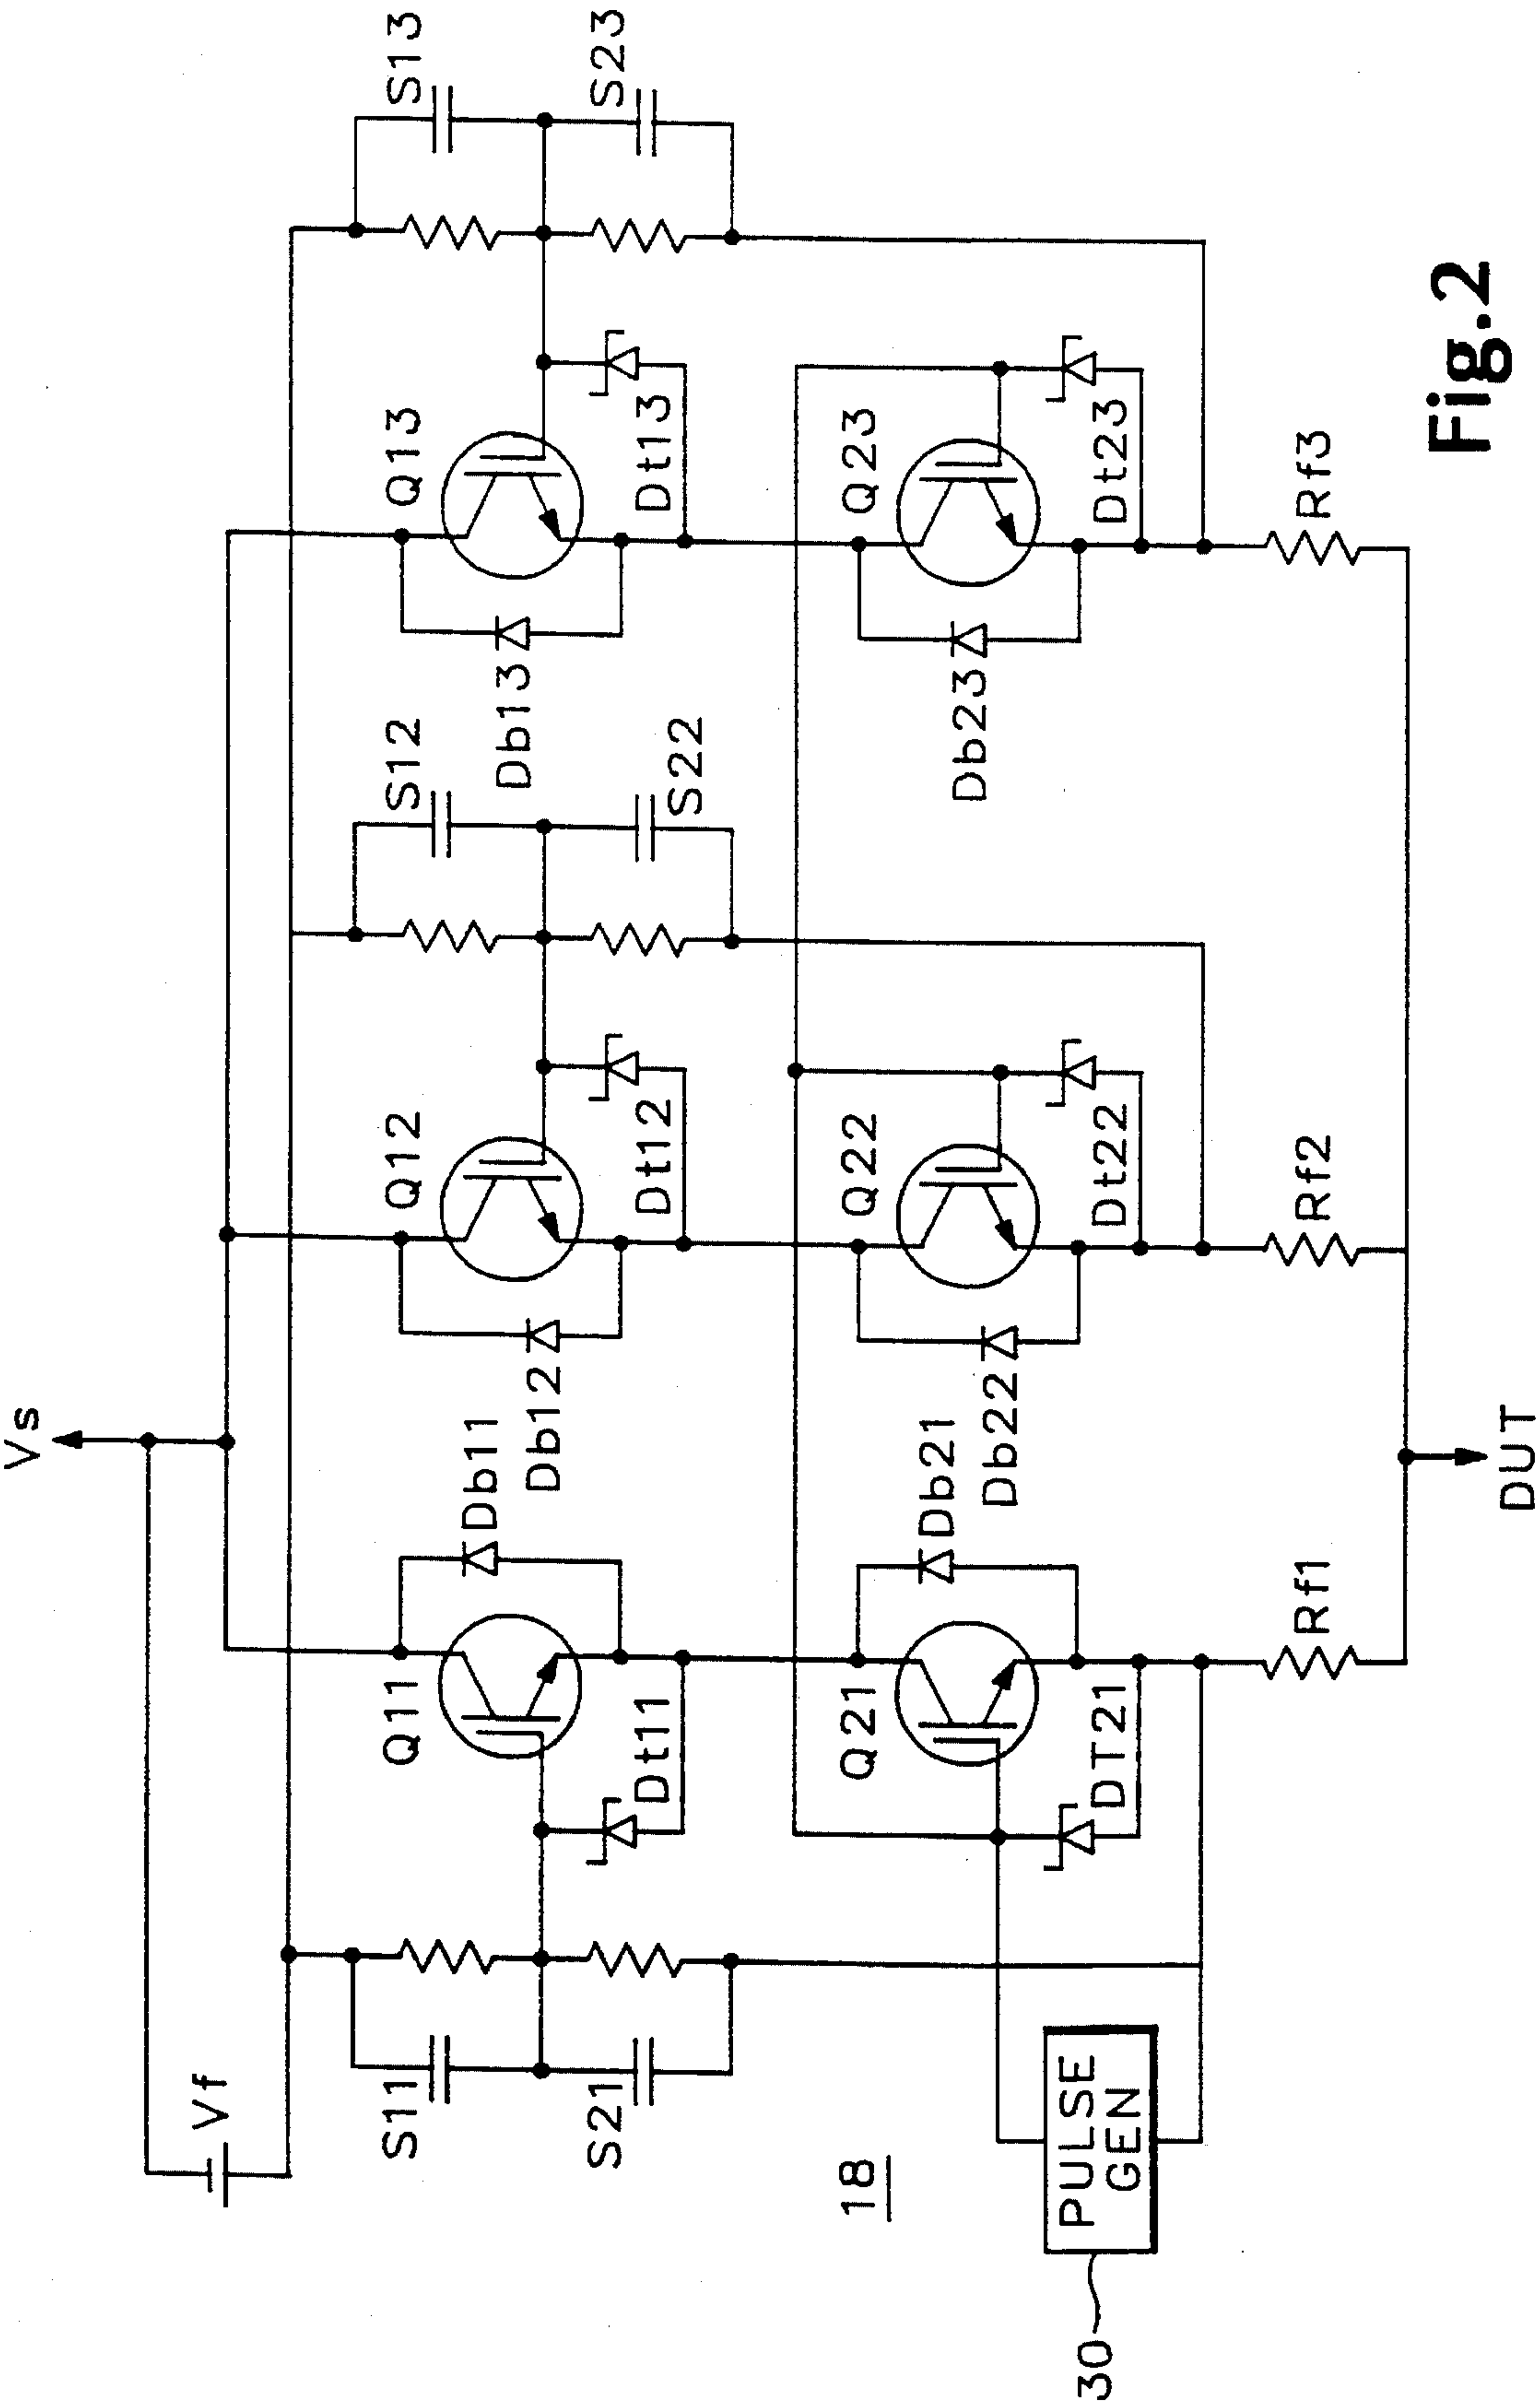 Vs
Vf
S11
S21
Q11
Dt11
Db11
Db12
Q12
Dt12
S12
S22
Db13
Q13
Dt13
S13
S23
18
Q21
DT21
Db21
Db22
Q22
Dt22
Db23
Q23
Dt23
30
PULSE
GEN
Rf1
Rf2
Rf3
DUT
Fig.2